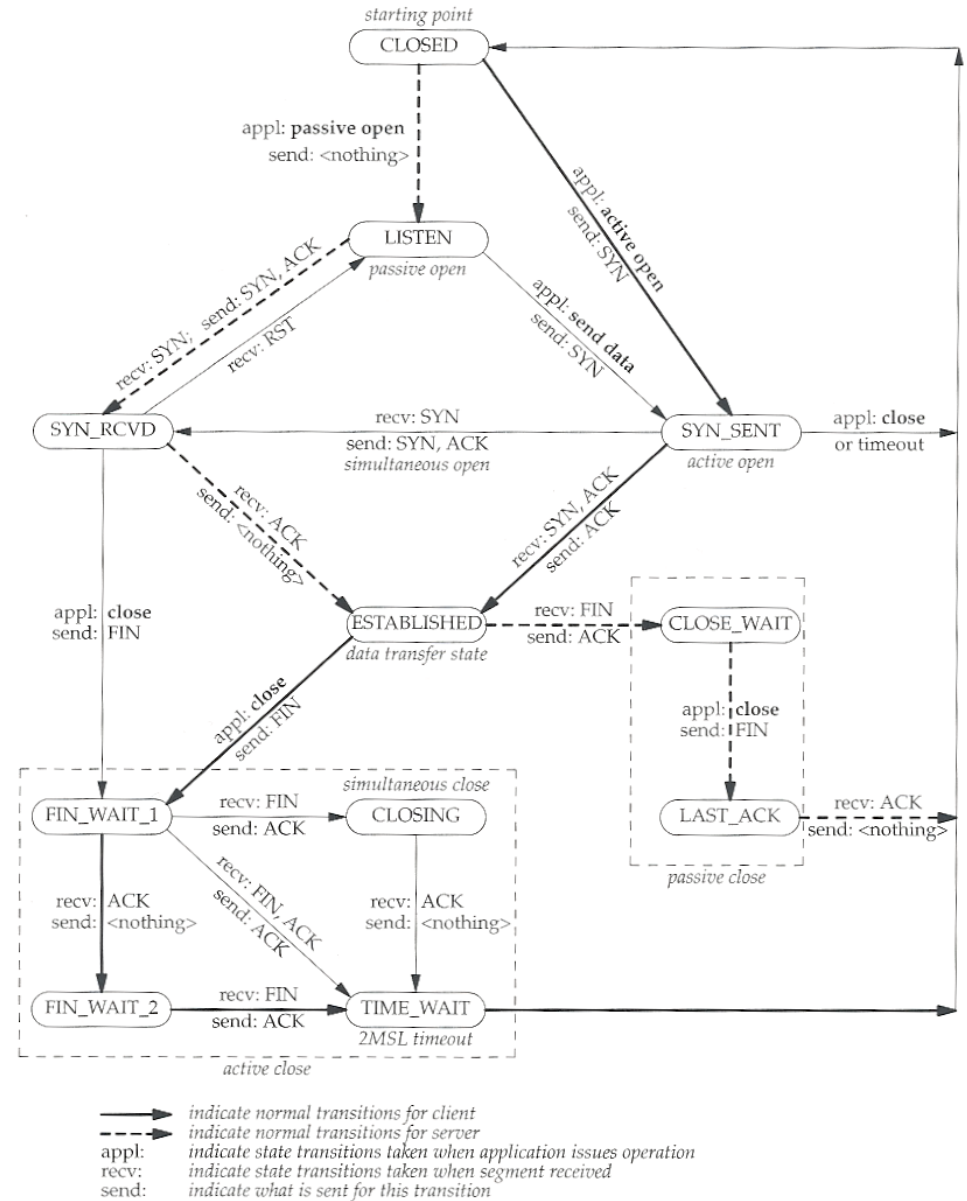 starting point
CLOSED
appl: passive open
send: <nothing>
appl: active open
send: SYN
LISTEN
passive open
recv: SYN; send: SYN, ACK
recv: RST
appl: send data
send: SYN
SYN_RCVD
recv: SYN
send: SYN, ACK
simultaneous open
SYN_SENT
active open
appl: close
or timeout
recv: ACK
send: <nothing>
recv: SYN, ACK
send: ACK
appl: close
send: FIN
ESTABLISHED
data transfer state
recv: FIN
send: ACK
CLOSE_WAIT
appl: close
send: FIN
appl: close
send: FIN
simultaneous close
FIN_WAIT_1
recv: FIN
send: ACK
CLOSING
LAST_ACK
recv: ACK
send: <nothing>
passive close
recv: ACK
send: <nothing>
recv: FIN, ACK
send: ACK
recv: ACK
send: <nothing>
FIN_WAIT_2
recv: FIN
send: ACK
TIME_WAIT
2MSL timeout
active close
indicate normal transitions for client
indicate normal transitions for server
appl: indicate state transitions taken when application issues operation
recv: indicate state transitions taken when segment received
send: indicate what is sent for this transition